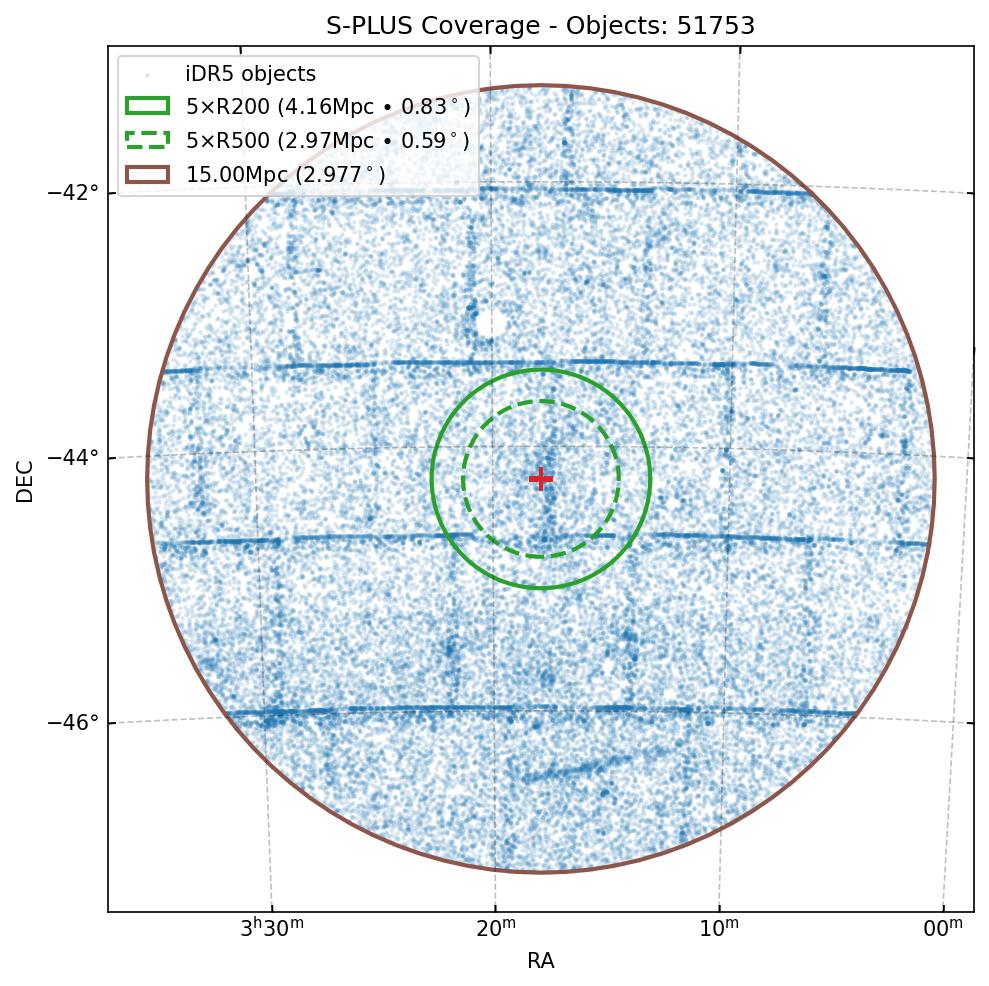 S-PLUS Coverage - Objects: 51753
iDR5 objects
5×R200 (4.16Mpc • 0.83°)
5×R500 (2.97Mpc • 0.59°)
15.00Mpc (2.977°)
−42°
−44°
−46°
DEC
3ʰ30ᵐ 20ᵐ 10ᵐ 00ᵐ
RA